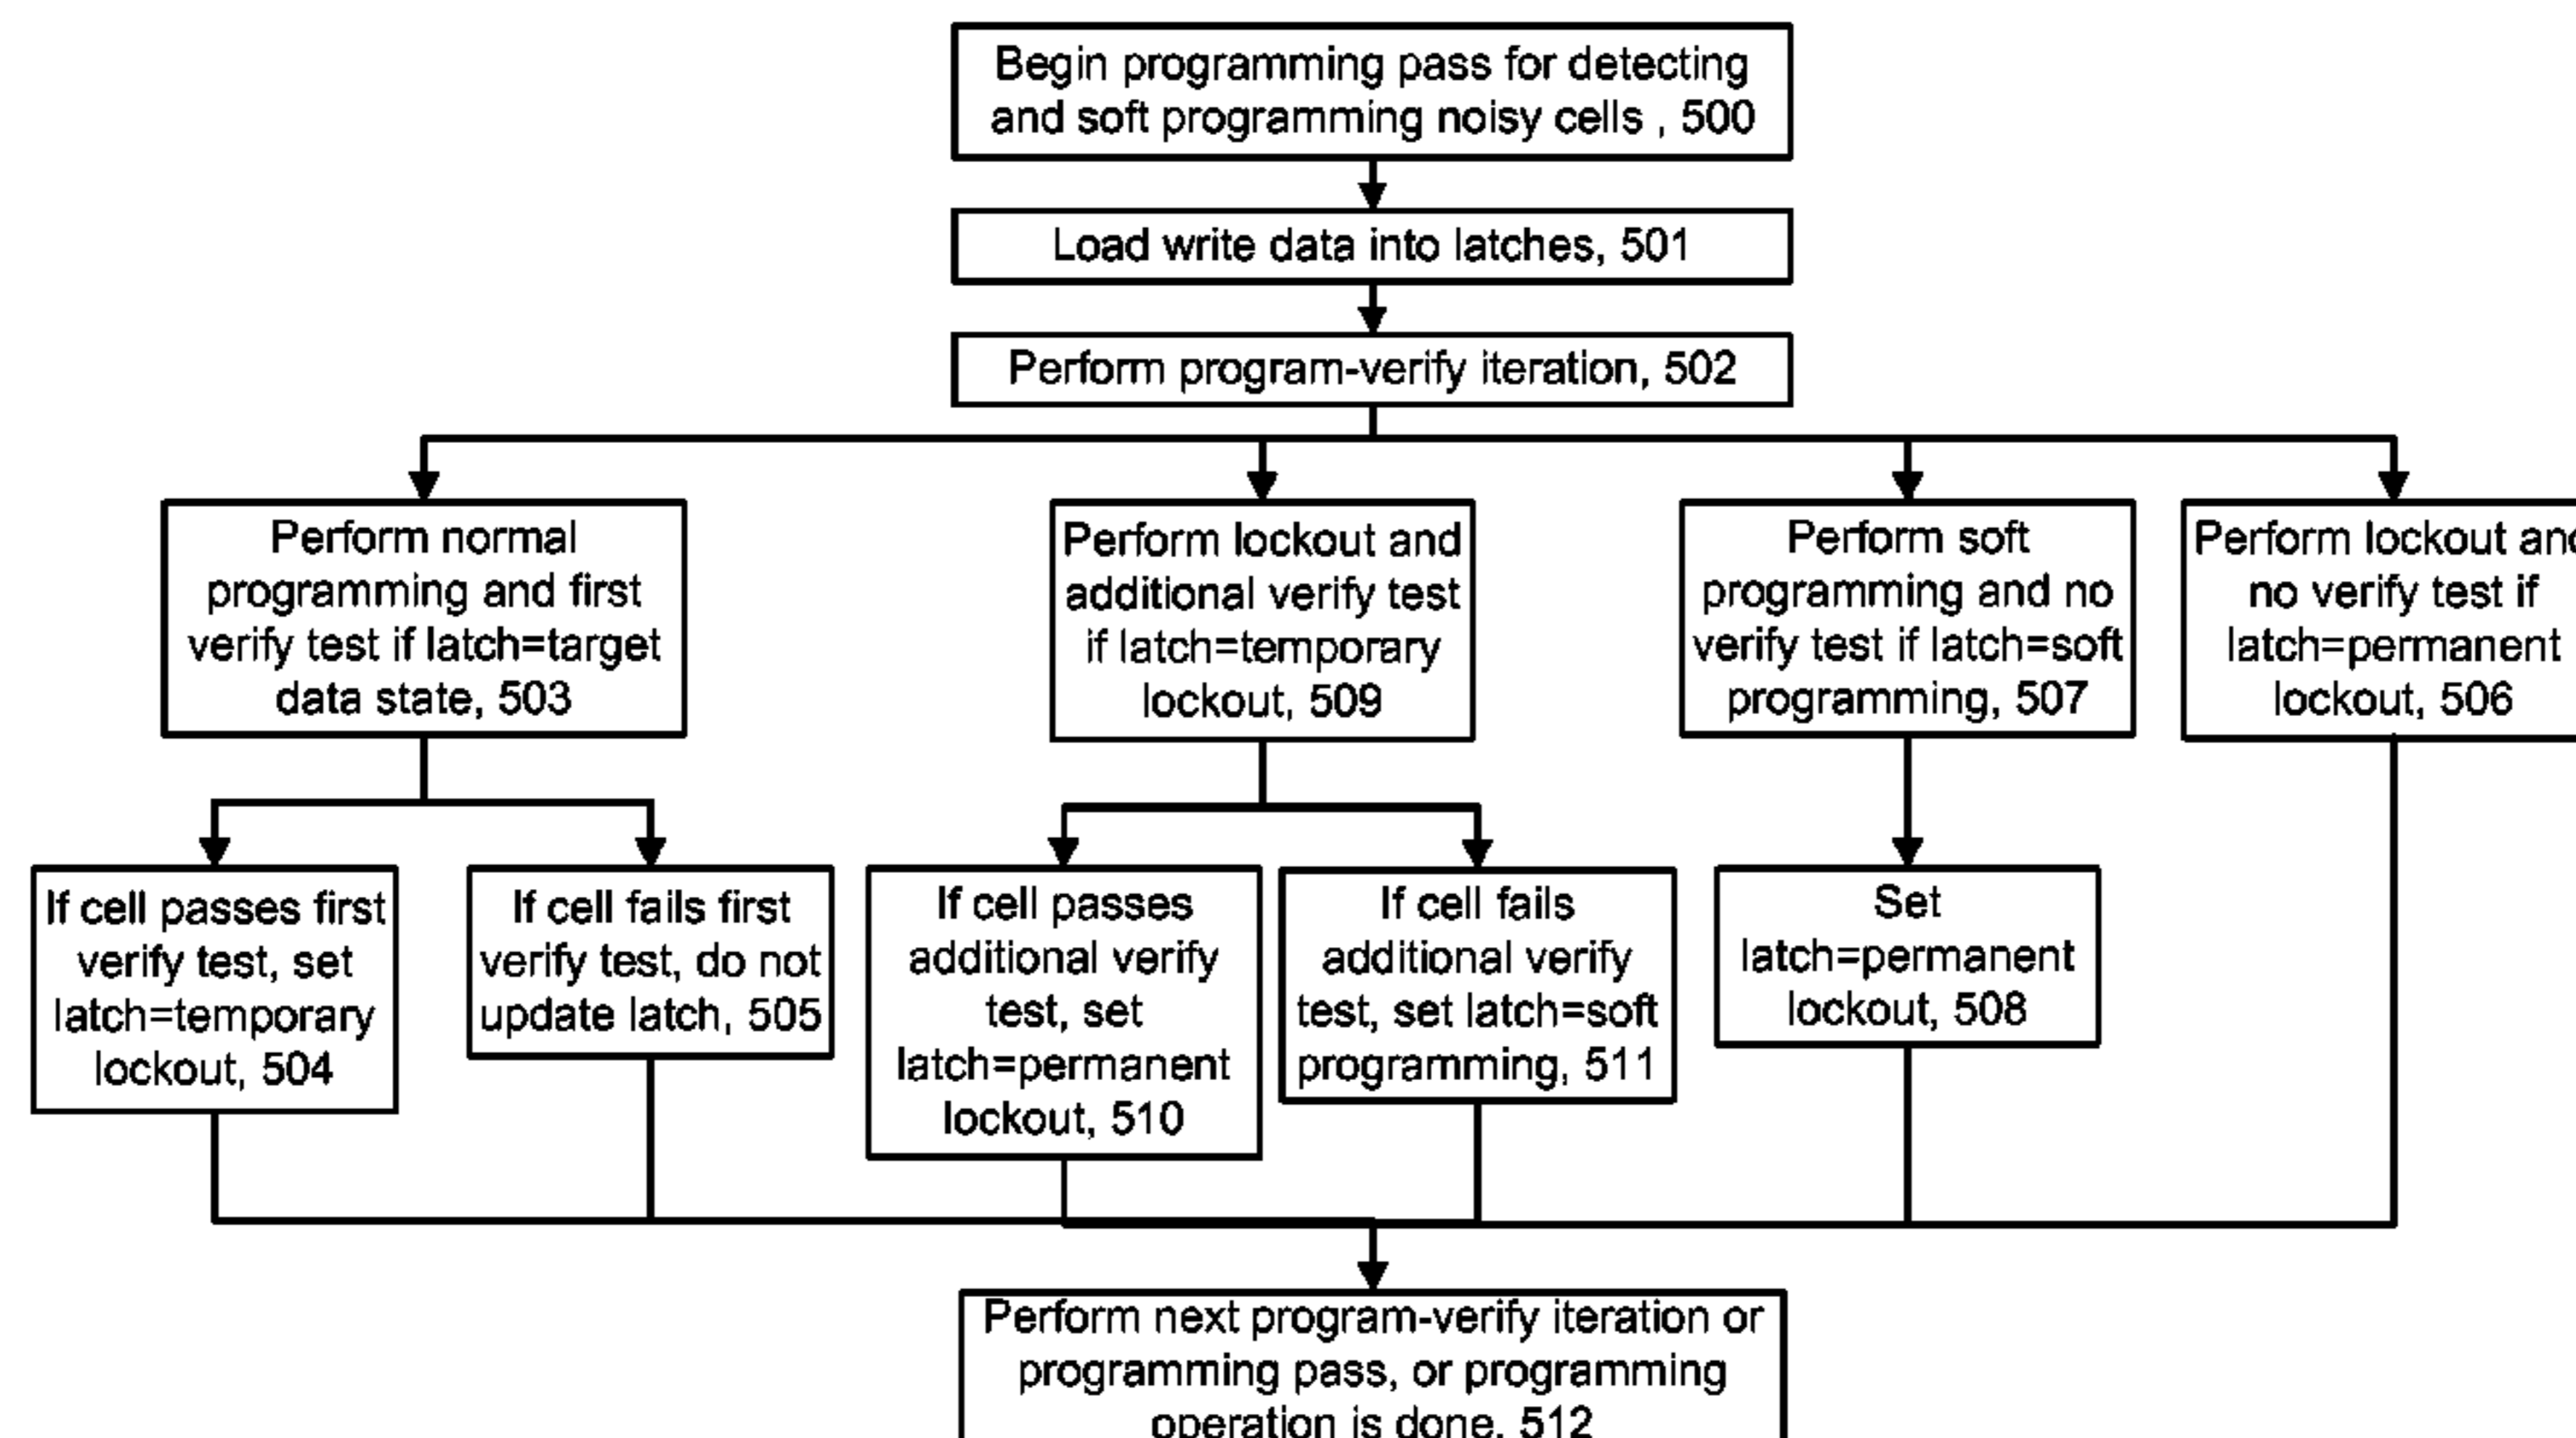 Begin programming pass for detecting
and soft programming noisy cells , 500
Load write data into latches, 501
Perform program-verify iteration, 502
Perform normal
programming and first
verify test if latch=target
data state, 503
Perform lockout and
additional verify test
if latch=temporary
lockout, 509
Perform soft
programming and no
verify test if latch=soft
programming, 507
Perform lockout and
no verify test if
latch=permanent
lockout, 506
If cell passes first
verify test, set
latch=temporary
lockout, 504
If cell fails first
verify test, do not
update latch, 505
If cell passes
additional verify
test, set
latch=permanent
lockout, 510
If cell fails
additional verify
test, set latch=soft
programming, 511
Set
latch=permanent
lockout, 508
Perform next program-verify iteration or
programming pass, or programming
operation is done, 512